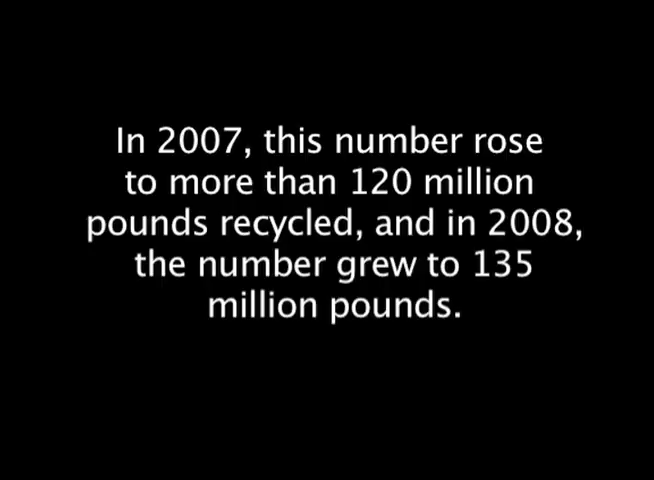 In 2007, this number rose
to more than 120 million
pounds recycled, and in 2008,
the number grew to 135
million pounds.